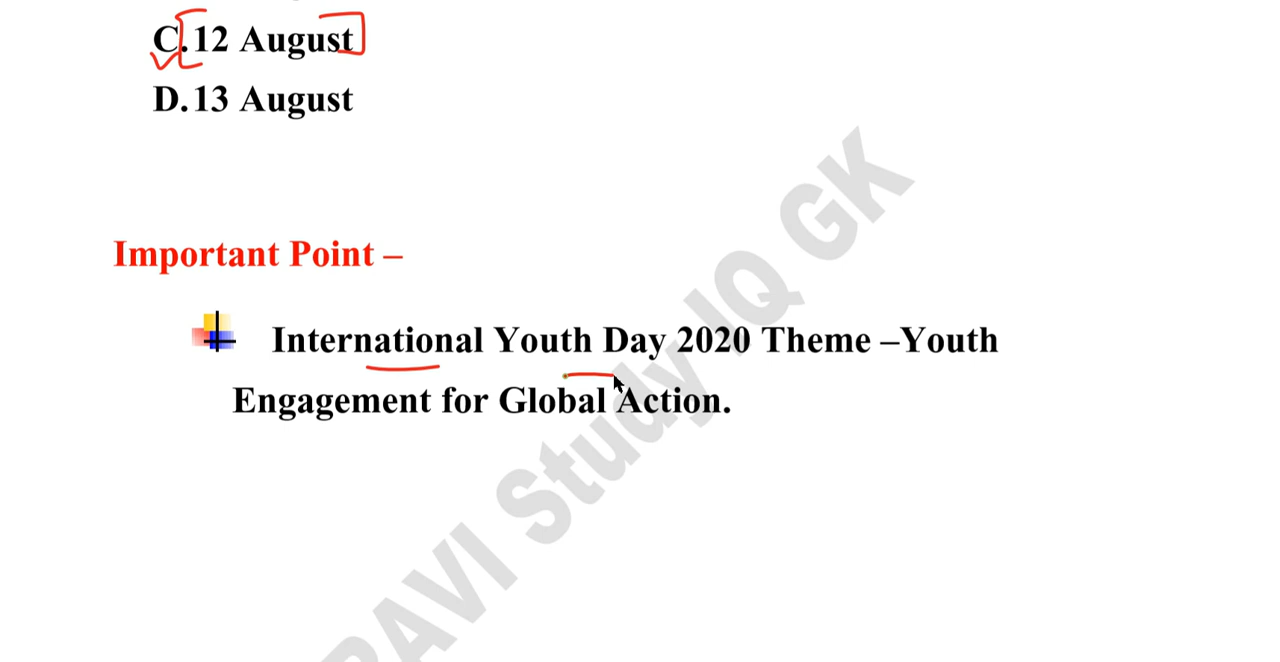 C. 12 August
D. 13 August
Important Point –
International Youth Day 2020 Theme –Youth
Engagement for Global Action.
RAVI Study IQ GK